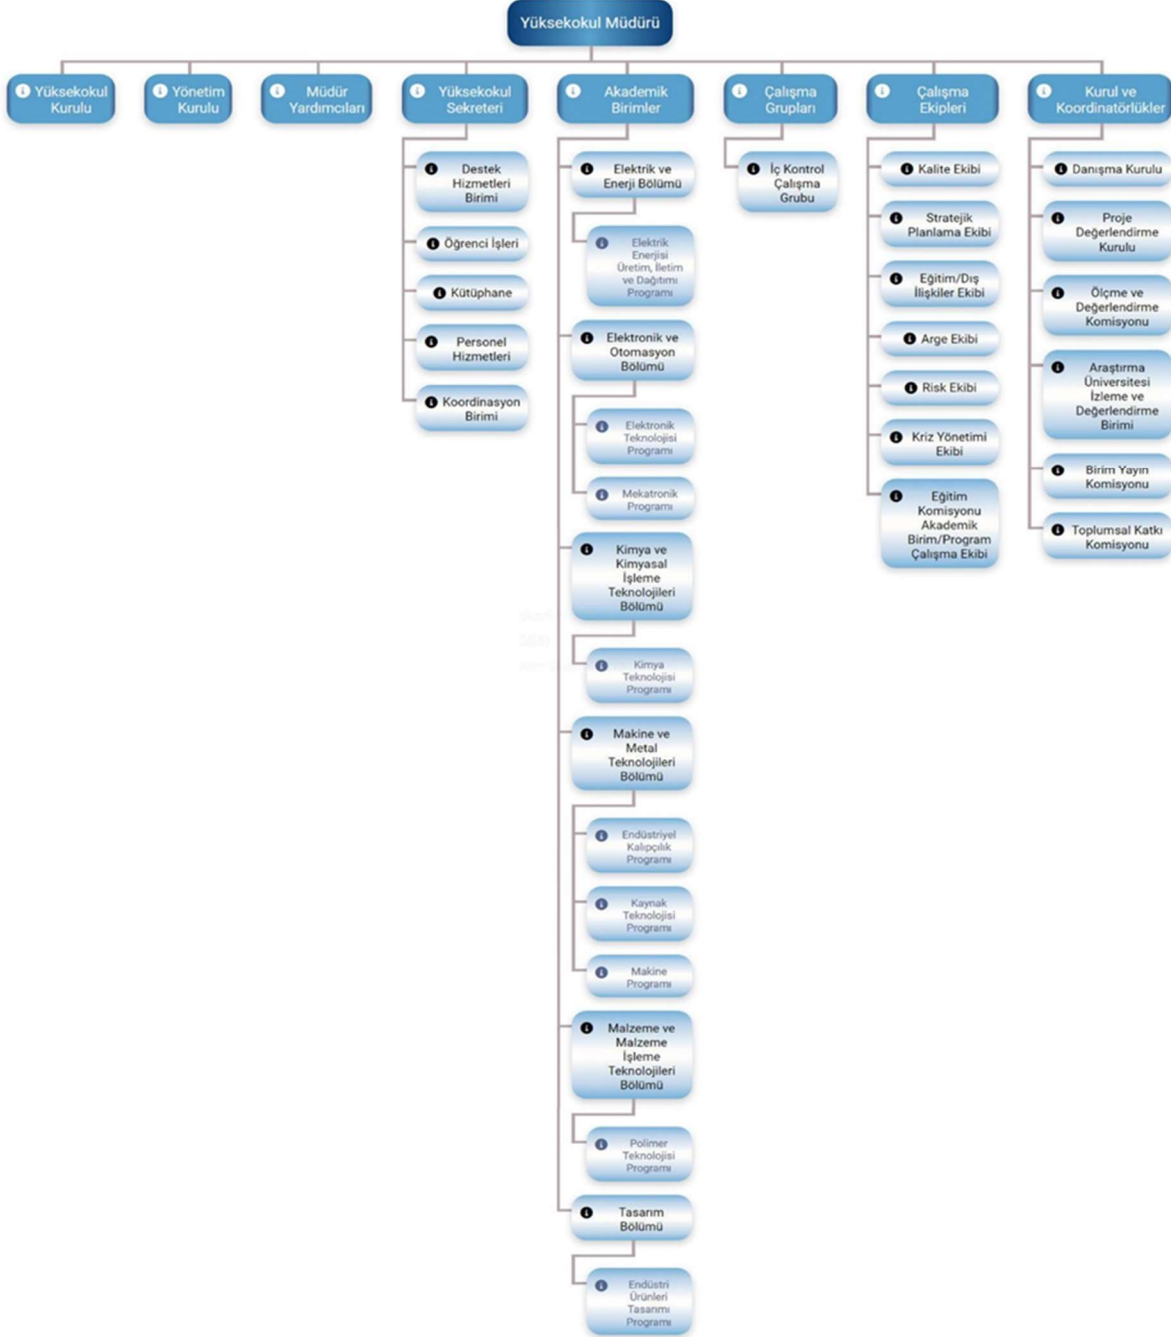 Yüksekokul Müdürü
Yüksekokul
Kurulu
Yönetim
Kurulu
Müdür
Yardımcıları
Yüksekokul
Sekreteri
Akademik
Birimler
Çalışma
Grupları
Çalışma
Ekipleri
Kurul ve
Koordinatörlükler
Destek
Hizmetleri
Birimi
Öğrenci İşleri
Kütüphane
Personel
Hizmetleri
Koordinasyon
Birimi
Elektrik ve
Enerji Bölümü
Elektrik
Enerjisi
Üretim, İletim
ve Dağıtımı
Programı
Elektronik ve
Otomasyon
Bölümü
Elektronik
Teknolojisi
Programı
Mekatronik
Programı
Kimya ve
Kimyasal
İşleme
Teknolojileri
Bölümü
Kimya
Teknolojisi
Programı
Makine ve
Metal
Teknolojileri
Bölümü
Endüstriyel
Kalıpçılık
Programı
Kaynak
Teknolojisi
Programı
Makine
Programı
Malzeme ve
Malzeme
İşleme
Teknolojileri
Bölümü
Polimer
Teknolojisi
Programı
Tasarım
Bölümü
Endüstri
Ürünleri
Tasarımı
Programı
İç Kontrol
Çalışma
Grubu
Kalite Ekibi
Stratejik
Planlama Ekibi
Eğitim/Dış
İlişkiler Ekibi
Arge Ekibi
Risk Ekibi
Kriz Yönetimi
Ekibi
Eğitim
Komisyonu
Akademik
Birim/Program
Çalışma Ekibi
Danışma Kurulu
Proje
Değerlendirme
Kurulu
Ölçme ve
Değerlendirme
Komisyonu
Araştırma
Üniversitesi
İzleme ve
Değerlendirme
Birimi
Birim Yayın
Komisyonu
Toplumsal Katkı
Komisyonu